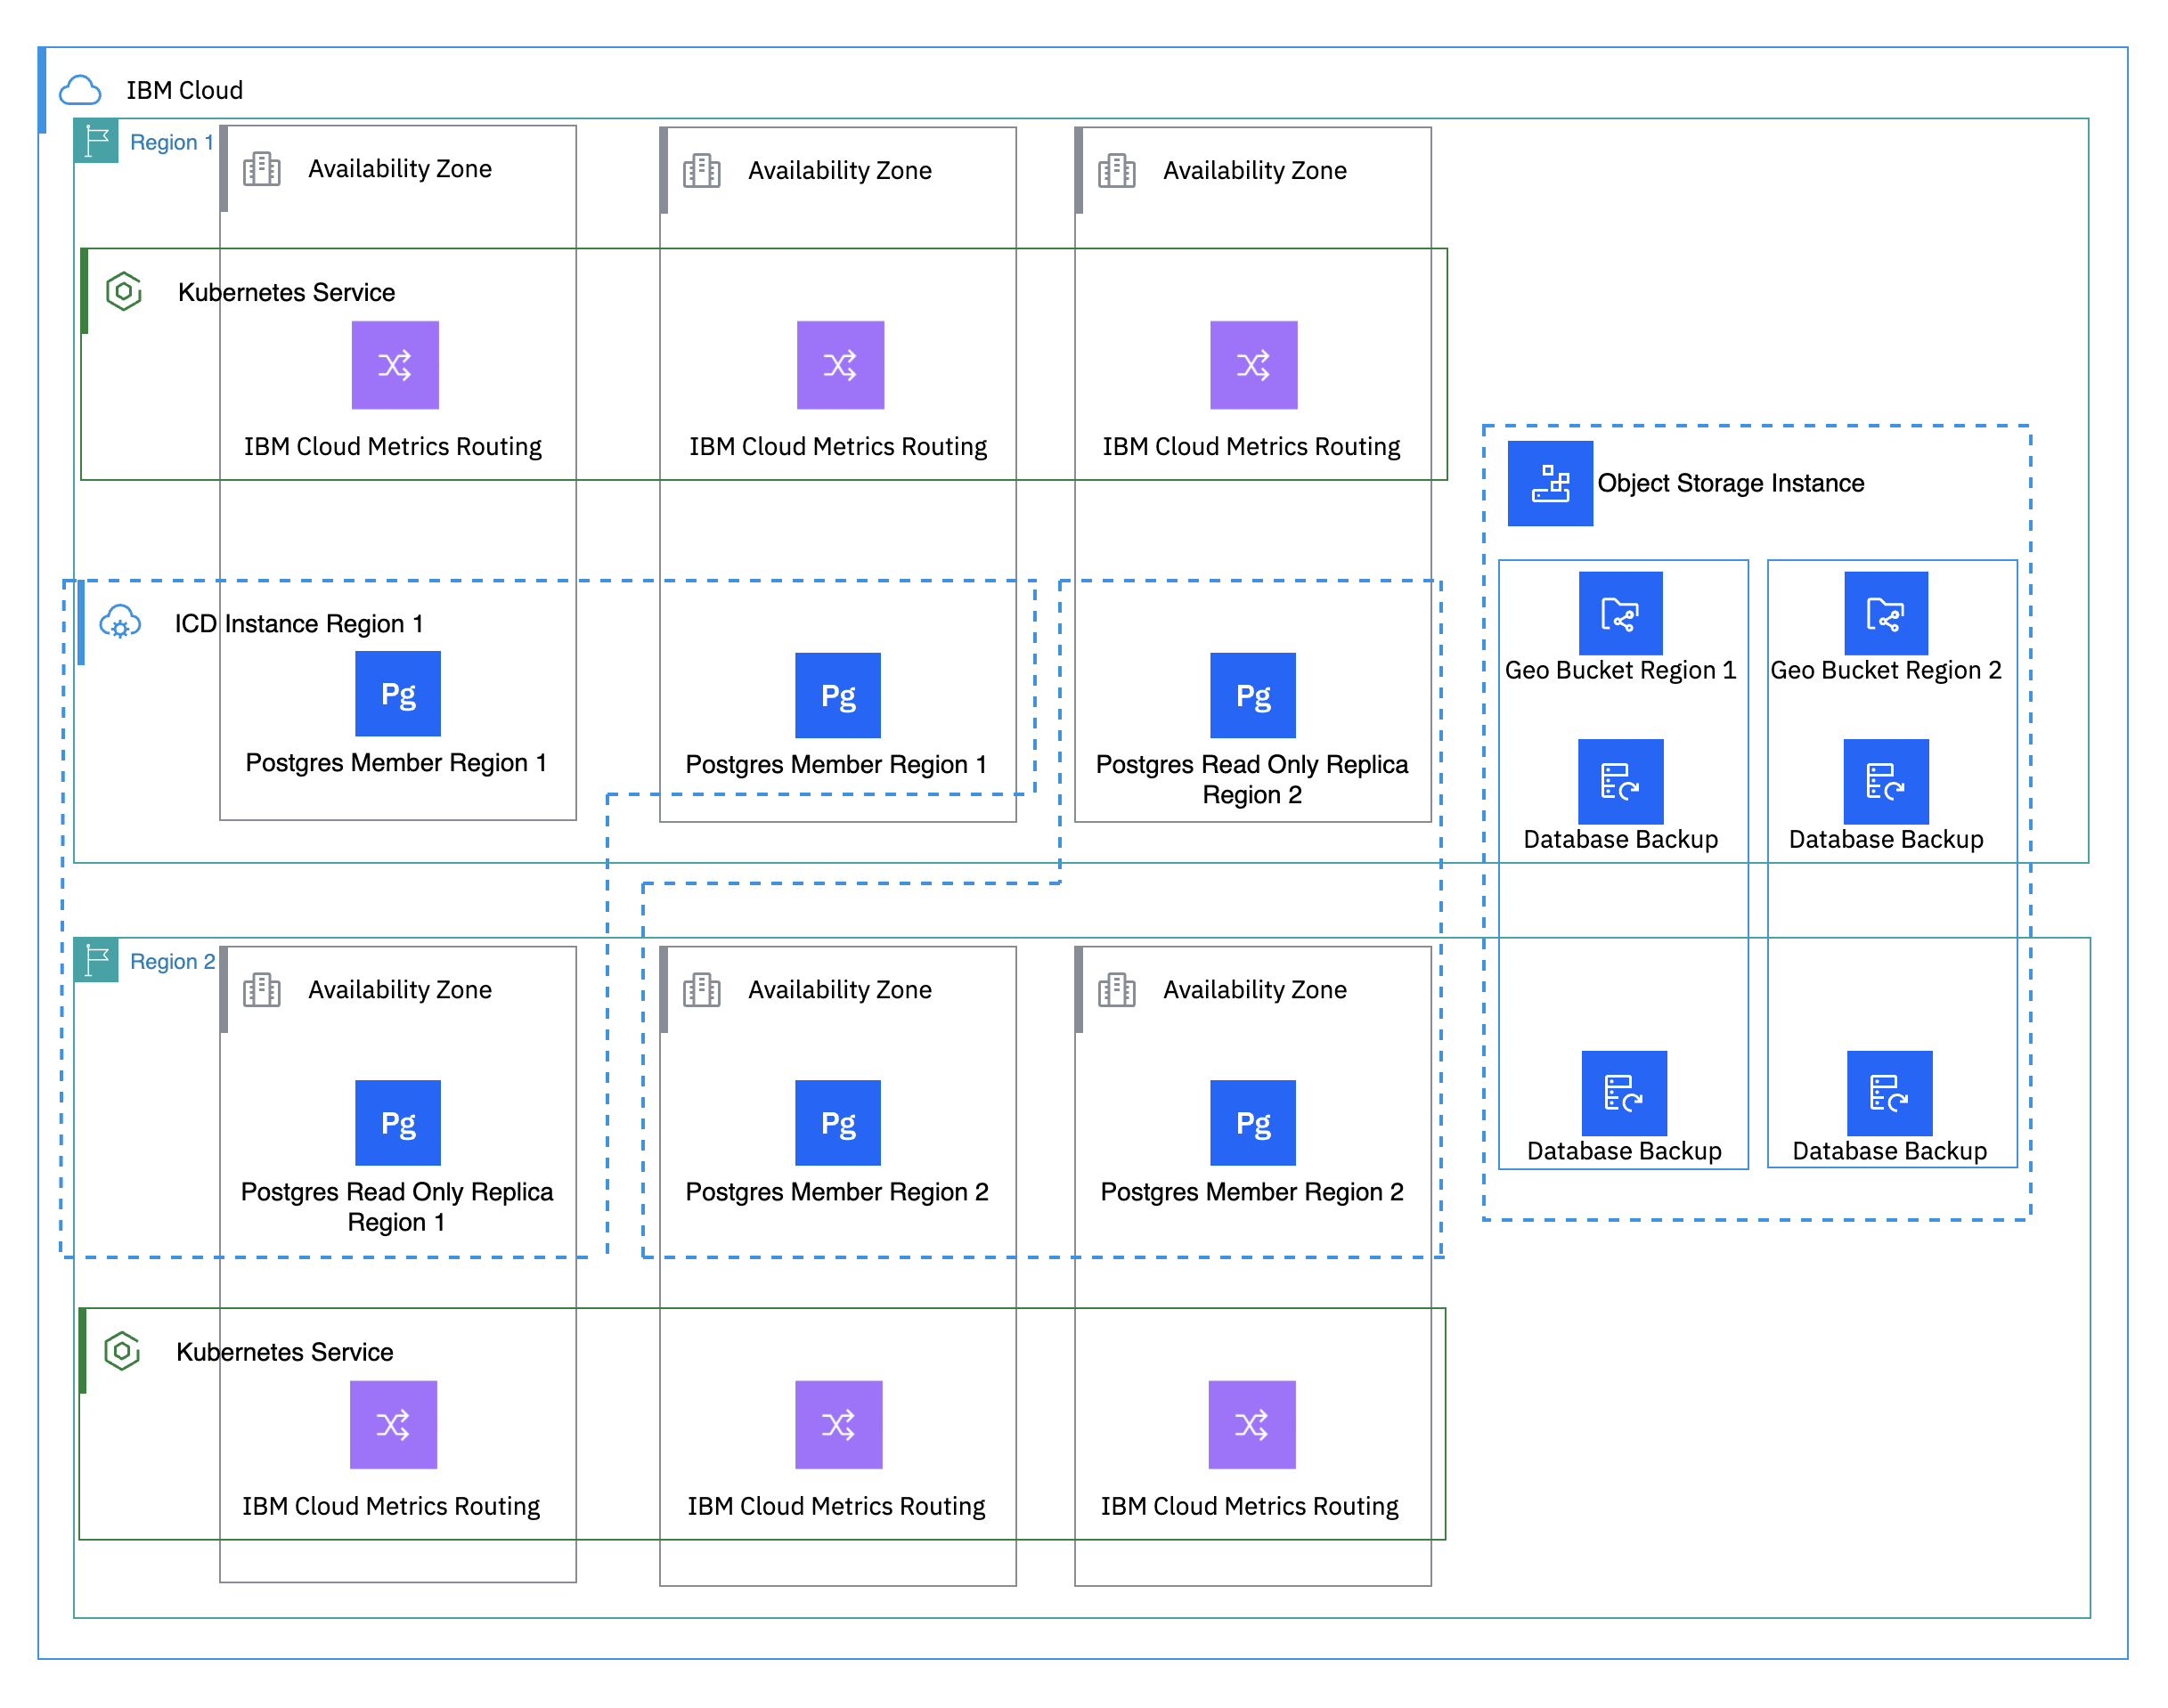 IBM Cloud
Region 1
Availability Zone
Availability Zone
Availability Zone
Kubernetes Service
IBM Cloud Metrics Routing
IBM Cloud Metrics Routing
IBM Cloud Metrics Routing
Object Storage Instance
ICD Instance Region 1
Pg
Postgres Member Region 1
Pg
Postgres Member Region 1
Pg
Postgres Read Only Replica
Region 2
Geo Bucket Region 1
Geo Bucket Region 2
Database Backup
Database Backup
Region 2
Availability Zone
Availability Zone
Availability Zone
Pg
Postgres Read Only Replica
Region 1
Pg
Postgres Member Region 2
Pg
Postgres Member Region 2
Database Backup
Database Backup
Kubernetes Service
IBM Cloud Metrics Routing
IBM Cloud Metrics Routing
IBM Cloud Metrics Routing